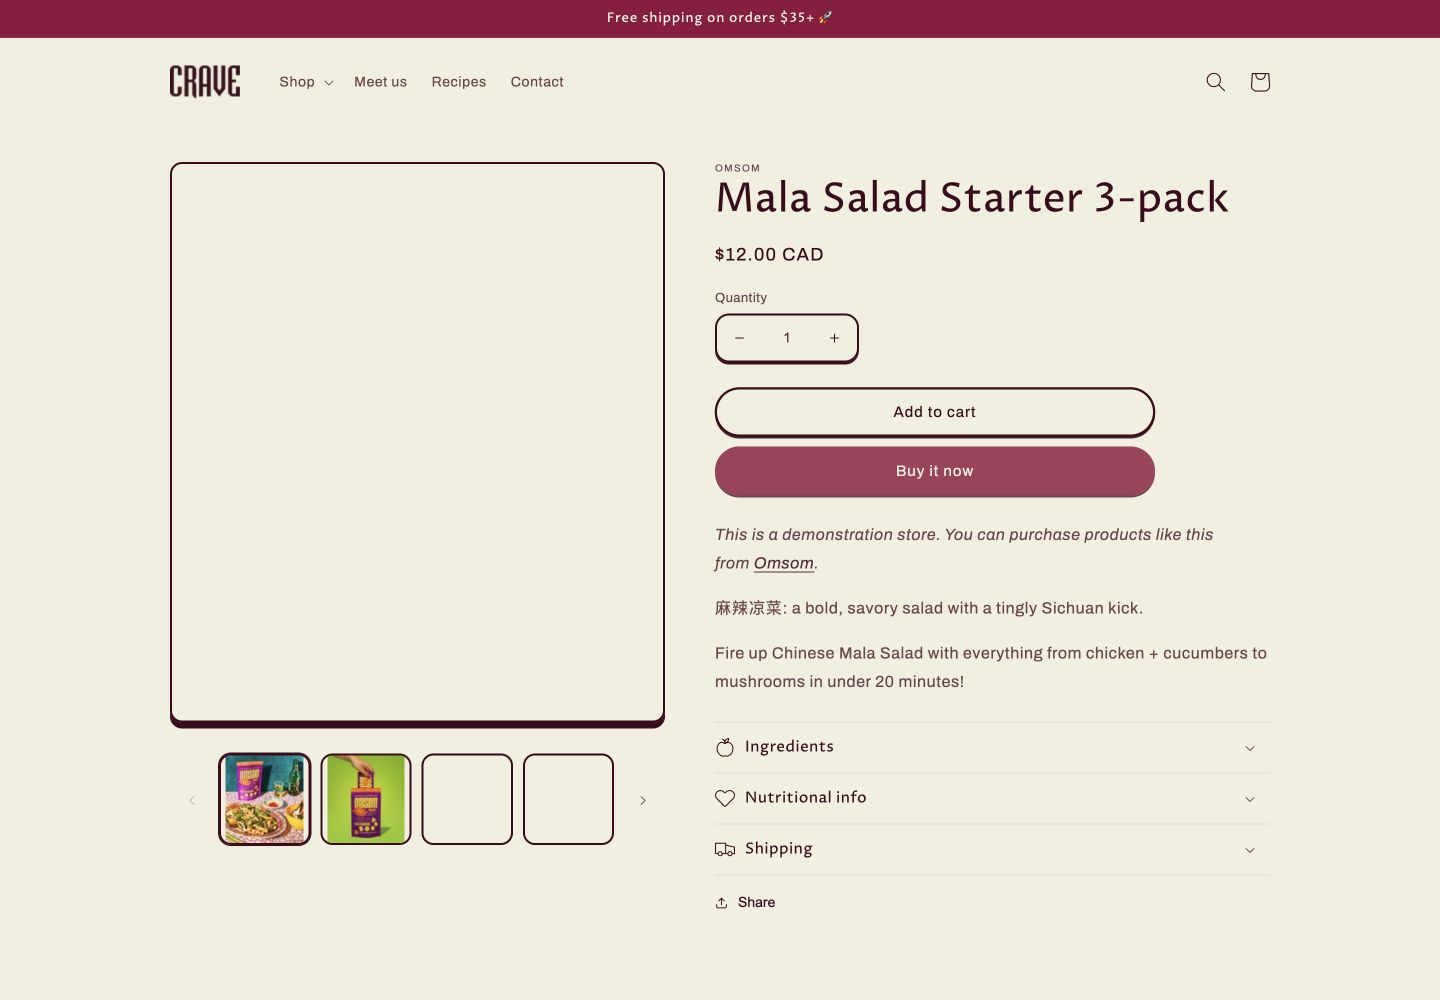 Free shipping on orders $35+ 🚀
CRAVE
Shop
Meet us
Recipes
Contact
OMSOM
Mala Salad Starter 3-pack
$12.00 CAD
Quantity
− 1 +
Add to cart
Buy it now
This is a demonstration store. You can purchase products like this
from Omsom.
麻辣凉菜: a bold, savory salad with a tingly Sichuan kick.
Fire up Chinese Mala Salad with everything from chicken + cucumbers to
mushrooms in under 20 minutes!
Ingredients
Nutritional info
Shipping
Share
omsom
omsom